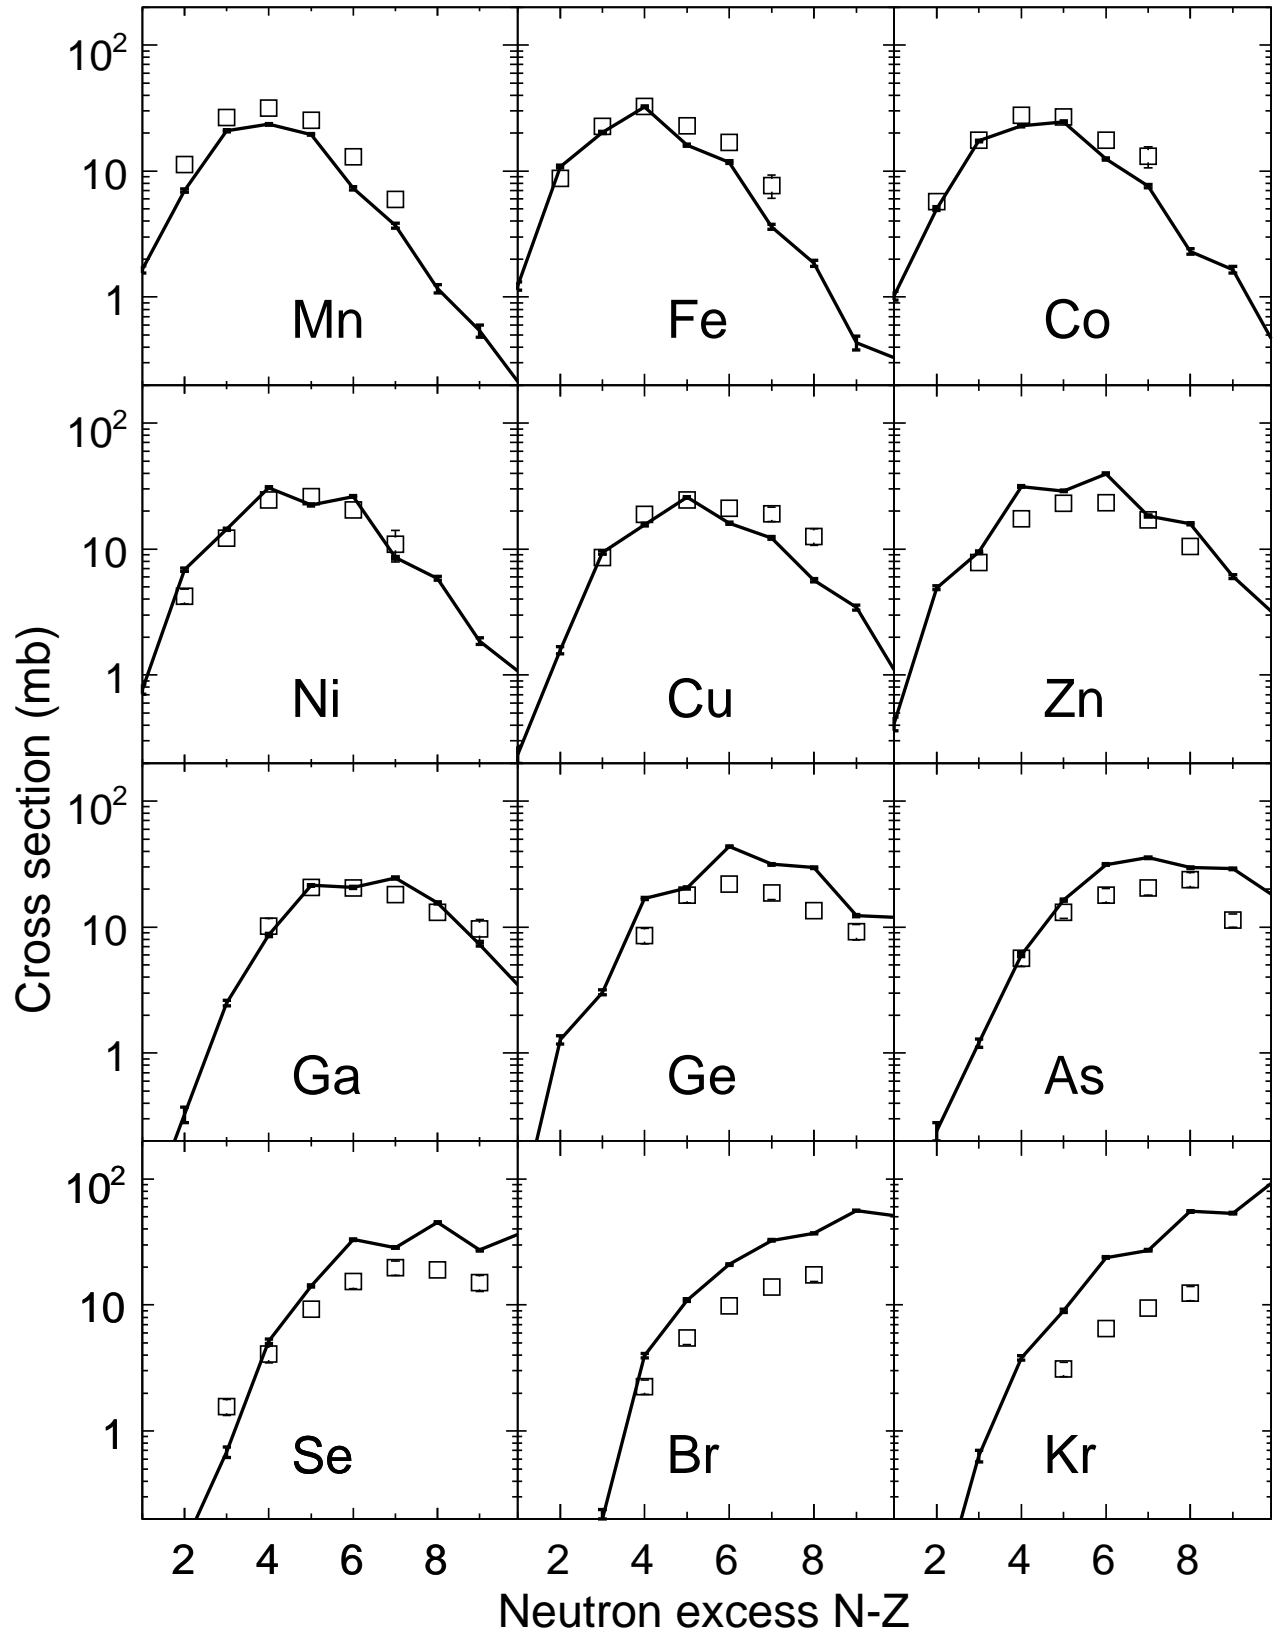 Cross section (mb)
10²
10
1
Mn
Fe
Co
10²
10
1
Ni
Cu
Zn
10²
10
1
Ga
Ge
As
10²
10
1
Se
Br
Kr
2 4 6 8 2 4 6 8 2 4 6 8
Neutron excess N-Z